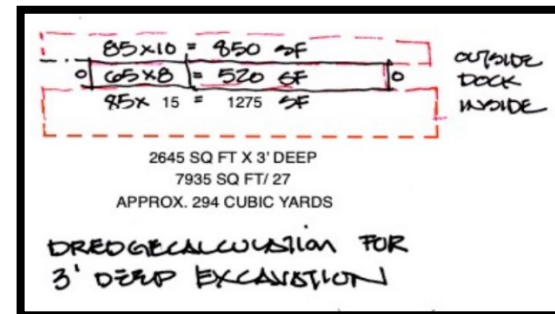 85x10 = 850 SF
OUTSIDE
O 65x8 = 520 SF O
DOCK
85x 15 = 1275 SF
INSIDE
2645 SQ FT X 3' DEEP
7935 SQ FT/ 27
APPROX. 294 CUBIC YARDS
DREDGE CALCULATION FOR
3' DEEP EXCAVATION